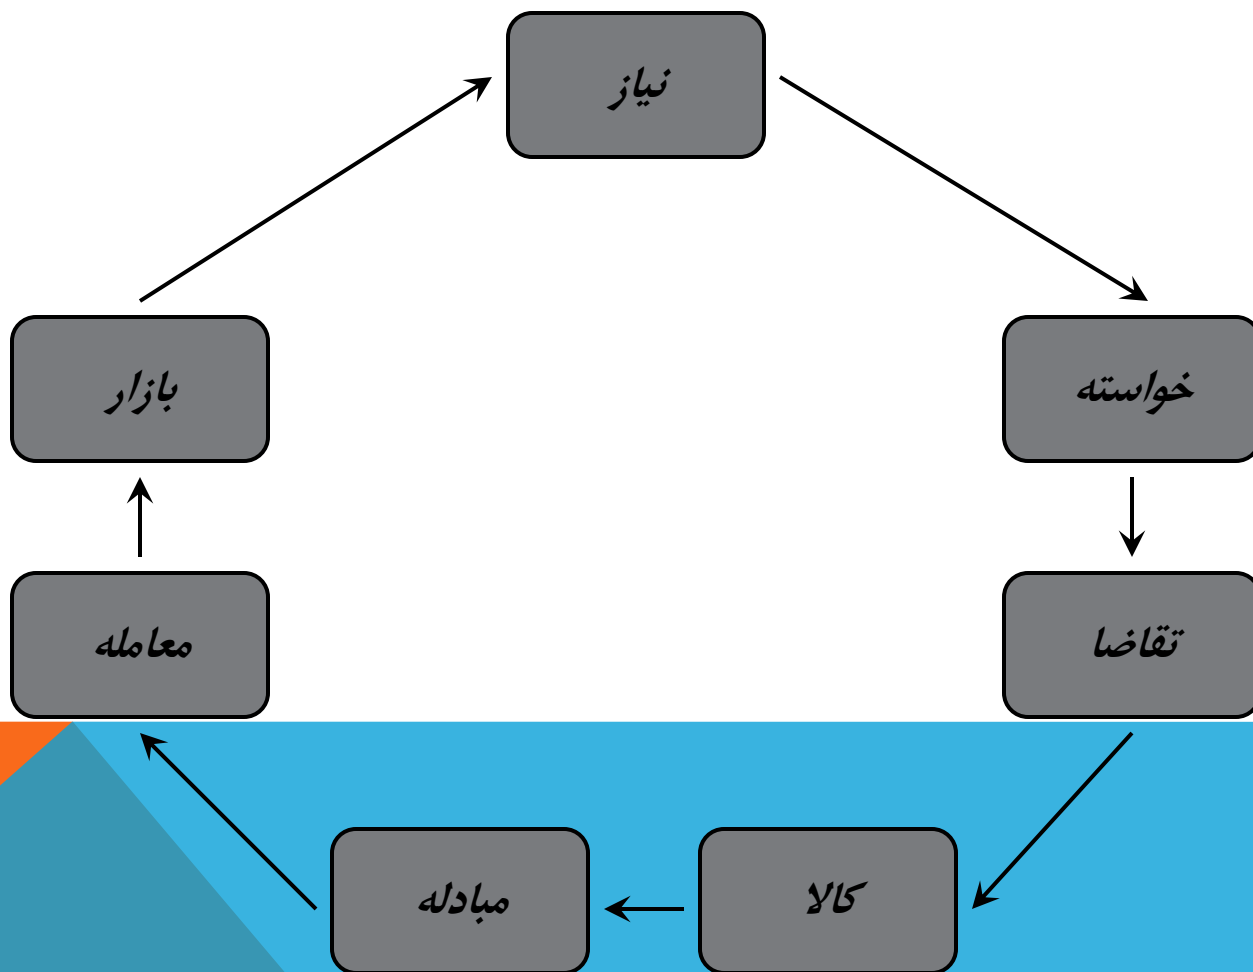 نیاز
خواسته
تقاضا
کالا
مبادله
معامله
بازار